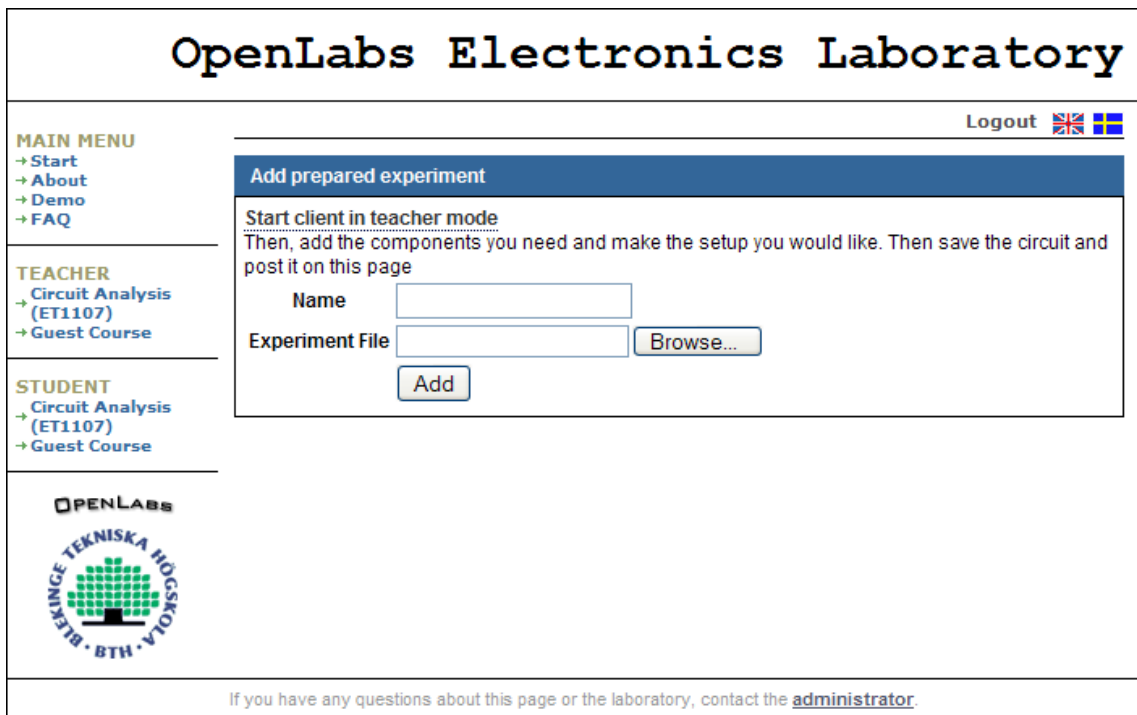 OpenLabs Electronics Laboratory
Logout
MAIN MENU
Start
About
Demo
FAQ
TEACHER
Circuit Analysis
(ET1107)
Guest Course
STUDENT
Circuit Analysis
(ET1107)
Guest Course
OPENLABS
BLEKINGE TEKNISKA HÖGSKOLA
· BTH ·
Add prepared experiment
Start client in teacher mode
Then, add the components you need and make the setup you would like. Then save the circuit and
post it on this page
Name
Experiment File Browse...
Add
If you have any questions about this page or the laboratory, contact the administrator.